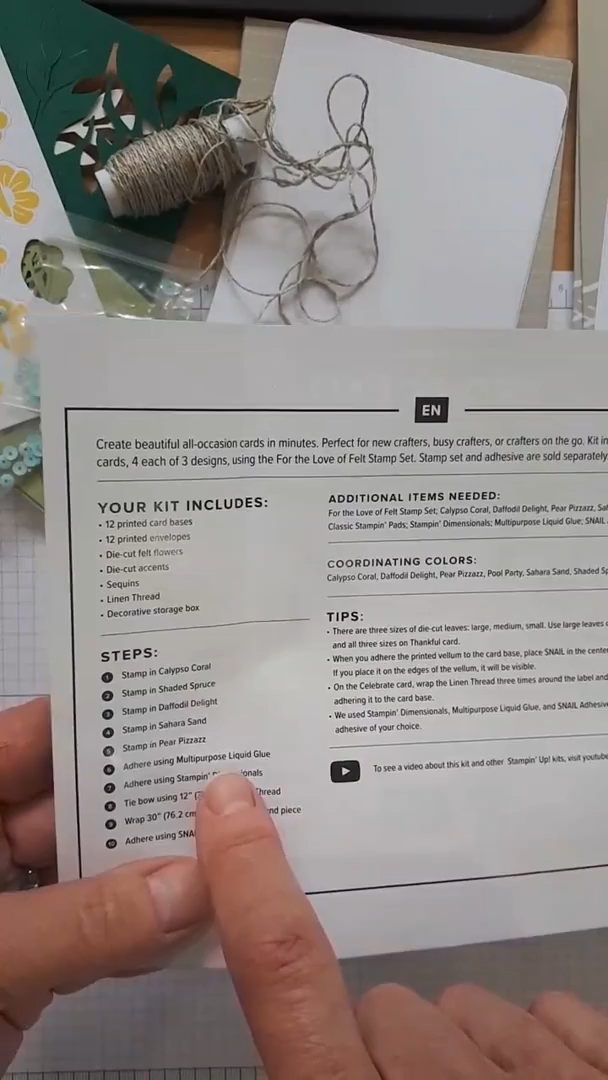 EN
Create beautiful all-occasion cards in minutes. Perfect for new crafters, busy crafters, or crafters on the go. Kit in
cards, 4 each of 3 designs, using the For the Love of Felt Stamp Set. Stamp set and adhesive are sold separately
YOUR KIT INCLUDES:
• 12 printed card bases
• 12 printed envelopes
• Die-cut felt flowers
• Die-cut accents
• Sequins
• Linen Thread
• Decorative storage box
STEPS:
1 Stamp in Calypso Coral
2 Stamp in Shaded Spruce
3 Stamp in Daffodil Delight
4 Stamp in Sahara Sand
5 Stamp in Pear Pizzazz
6 Adhere using Multipurpose Liquid Glue
7 Adhere using Stampin'
8 Tie bow using 12" Thread
9 Wrap 30" (76.2 cm piece
10 Adhere using
ADDITIONAL ITEMS NEEDED:
For the Love of Felt Stamp Set; Calypso Coral, Daffodil Delight, Pear Pizzazz,
Classic Stampin' Pads; Stampin' Dimensionals; Multipurpose Liquid Glue; SNAIL
COORDINATING COLORS:
Calypso Coral, Daffodil Delight, Pear Pizzazz, Pool Party, Sahara Sand, Shaded
TIPS:
• There are three sizes of die-cut leaves: large, medium, small. Use large leaves
and all three sizes on Thankful card.
• When you adhere the printed vellum to the card base, place SNAIL in the
If you place it on the edges of the vellum, it will be visible.
• On the Celebrate card, wrap the Linen Thread three times around the label and
adhering it to the card base.
• We used Stampin' Dimensionals, Multipurpose Liquid Glue, and SNAIL
adhesive of your choice.
To see a video about this kit and other Stampin' Up! kits, visit